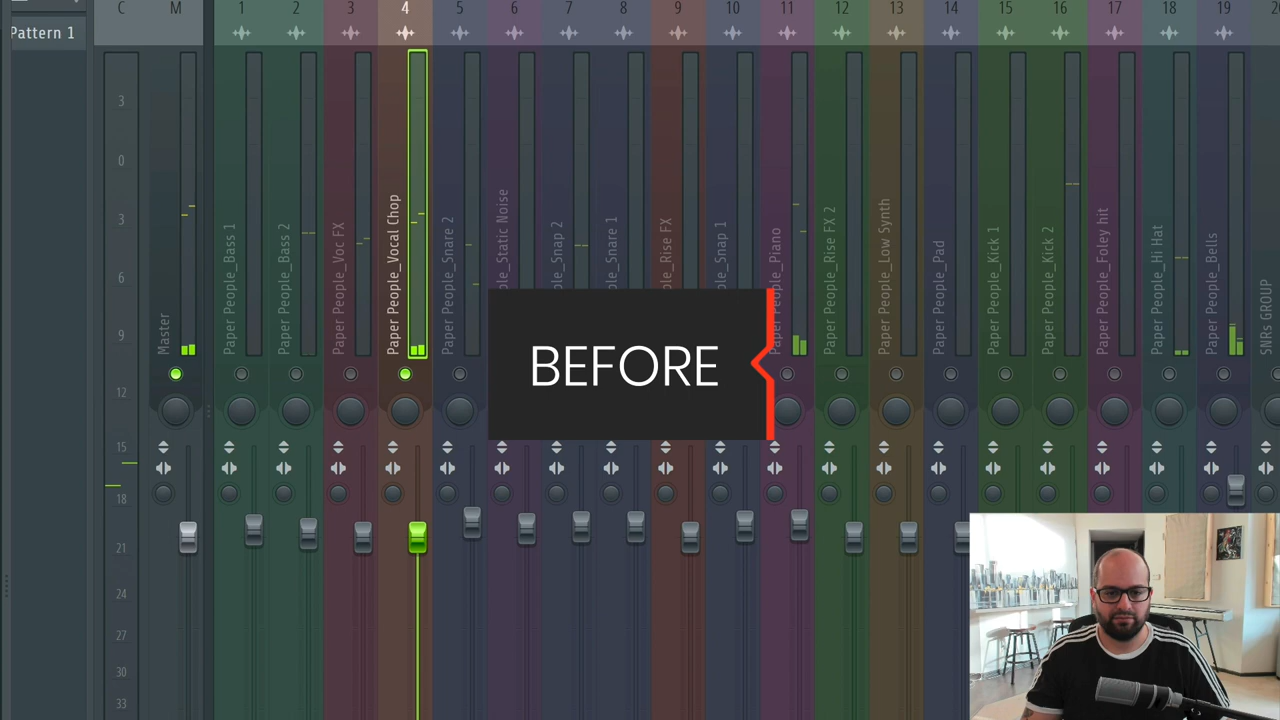 C M 1 2 3 4 5 6 7 8 9 10 11 12 13 14 15 16 17 18 19
Pattern 1
3
0
3
6
9
12
15
18
21
24
27
30
33
Master
Paper People_Bass 1
Paper People_Bass 2
Paper People_Voc FX
Paper People_Vocal Chop
Paper People_Snare 2
ple_Static Noise
ple_Snap 2
ple_Snare 1
ple_Rise FX
ple_Snap 1
Paper People_Piano
Paper People_Rise FX 2
Paper People_Low Synth
Paper People_Pad
Paper People_Kick 1
Paper People_Kick 2
Paper People_Foley hit
Paper People_Hi Hat
Paper People_Bells
SNRs GROUP
BEFORE